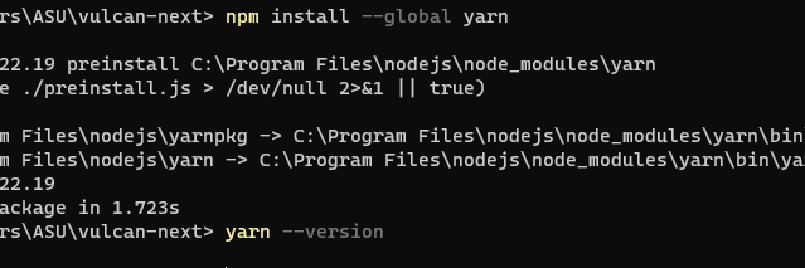 rs\ASU\vulcan-next> npm install --global yarn
22.19 preinstall C:\Program Files\nodejs\node_modules\yarn
e ./preinstall.js > /dev/null 2>&1 || true)
m Files\nodejs\yarnpkg -> C:\Program Files\nodejs\node_modules\yarn\bin
m Files\nodejs\yarn -> C:\Program Files\nodejs\node_modules\yarn\bin\ya
22.19
ackage in 1.723s
rs\ASU\vulcan-next> yarn --version